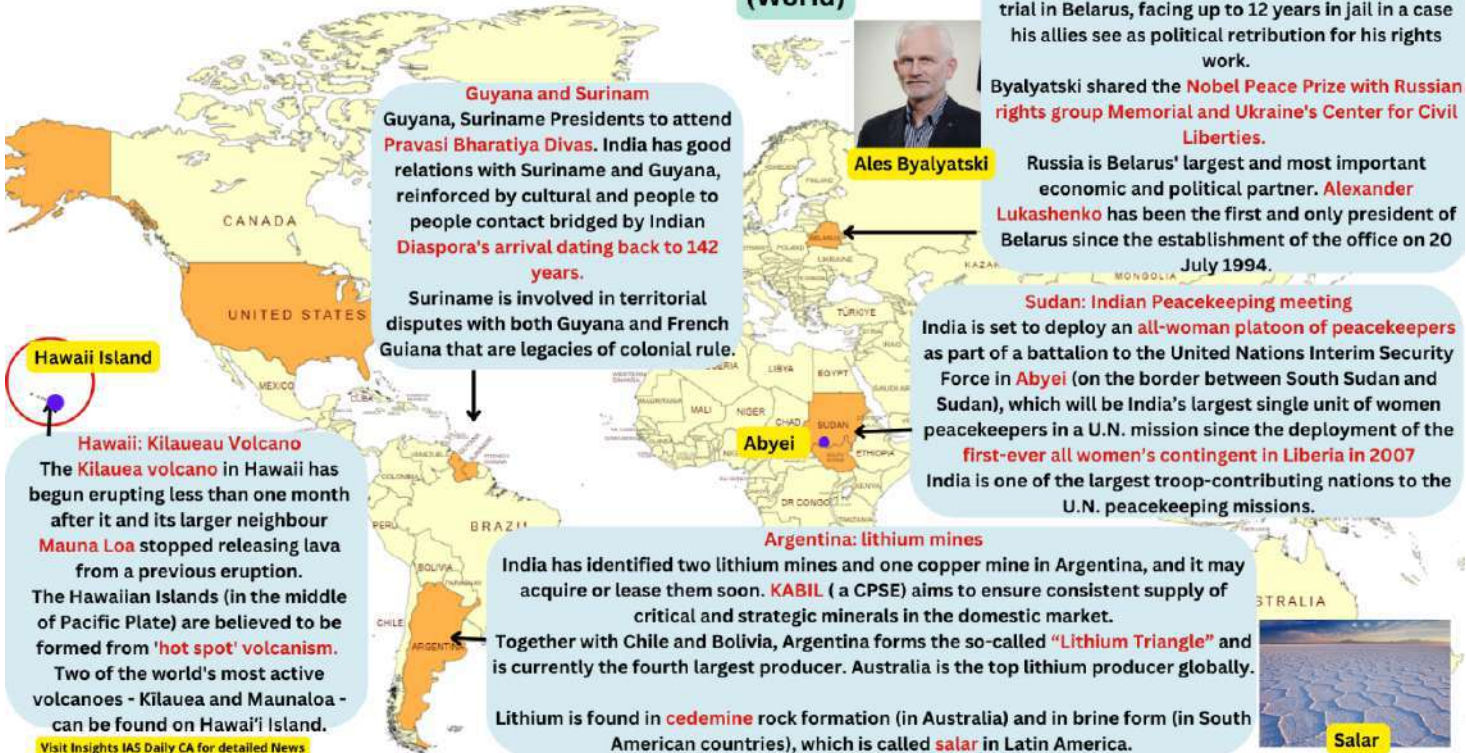 (World)
trial in Belarus, facing up to 12 years in jail in a case
his allies see as political retribution for his rights
work.
Byalyatski shared the Nobel Peace Prize with Russian
rights group Memorial and Ukraine's Center for Civil
Liberties.
Russia is Belarus' largest and most important
economic and political partner. Alexander
Lukashenko has been the first and only president of
Belarus since the establishment of the office on 20
July 1994.
Ales Byalyatski
Guyana and Surinam
Guyana, Suriname Presidents to attend
Pravasi Bharatiya Divas. India has good
relations with Suriname and Guyana,
reinforced by cultural and people to
people contact bridged by Indian
Diaspora's arrival dating back to 142
years.
Suriname is involved in territorial
disputes with both Guyana and French
Guiana that are legacies of colonial rule.
Sudan: Indian Peacekeeping meeting
India is set to deploy an all-woman platoon of peacekeepers
as part of a battalion to the United Nations Interim Security
Force in Abyei (on the border between South Sudan and
Sudan), which will be India's largest single unit of women
peacekeepers in a U.N. mission since the deployment of the
first-ever all women's contingent in Liberia in 2007
India is one of the largest troop-contributing nations to the
U.N. peacekeeping missions.
Abyei
Hawaii Island
Hawaii: Kilaueau Volcano
The Kilauea volcano in Hawaii has
begun erupting less than one month
after it and its larger neighbour
Mauna Loa stopped releasing lava
from a previous eruption.
The Hawaiian Islands (in the middle
of Pacific Plate) are believed to be
formed from 'hot spot' volcanism.
Two of the world's most active
volcanoes - Kīlauea and Maunaloa -
can be found on Hawaiʻi Island.
Visit Insights IAS Daily CA for detailed News
Argentina: lithium mines
India has identified two lithium mines and one copper mine in Argentina, and it may
acquire or lease them soon. KABIL ( a CPSE) aims to ensure consistent supply of
critical and strategic minerals in the domestic market.
Together with Chile and Bolivia, Argentina forms the so-called "Lithium Triangle" and
is currently the fourth largest producer. Australia is the top lithium producer globally.
Lithium is found in cedemine rock formation (in Australia) and in brine form (in South
American countries), which is called salar in Latin America.
Salar
CANADA
UNITED STATES
MEXICO
CUBA
COLOMBIA
PERU
BRAZIL
BOLIVIA
CHILE
ARGENTINA
FINLAND
POLAND
BELARUS
UKRAINE
MONGOLIA
TÜRKIYE
IRAQ
LIBYA
EGYPT
MAURITANIA
MALI
NIGER
CHAD
SUDAN
ETHIOPIA
KENYA
DR CONGO
TANZANIA
STRALIA